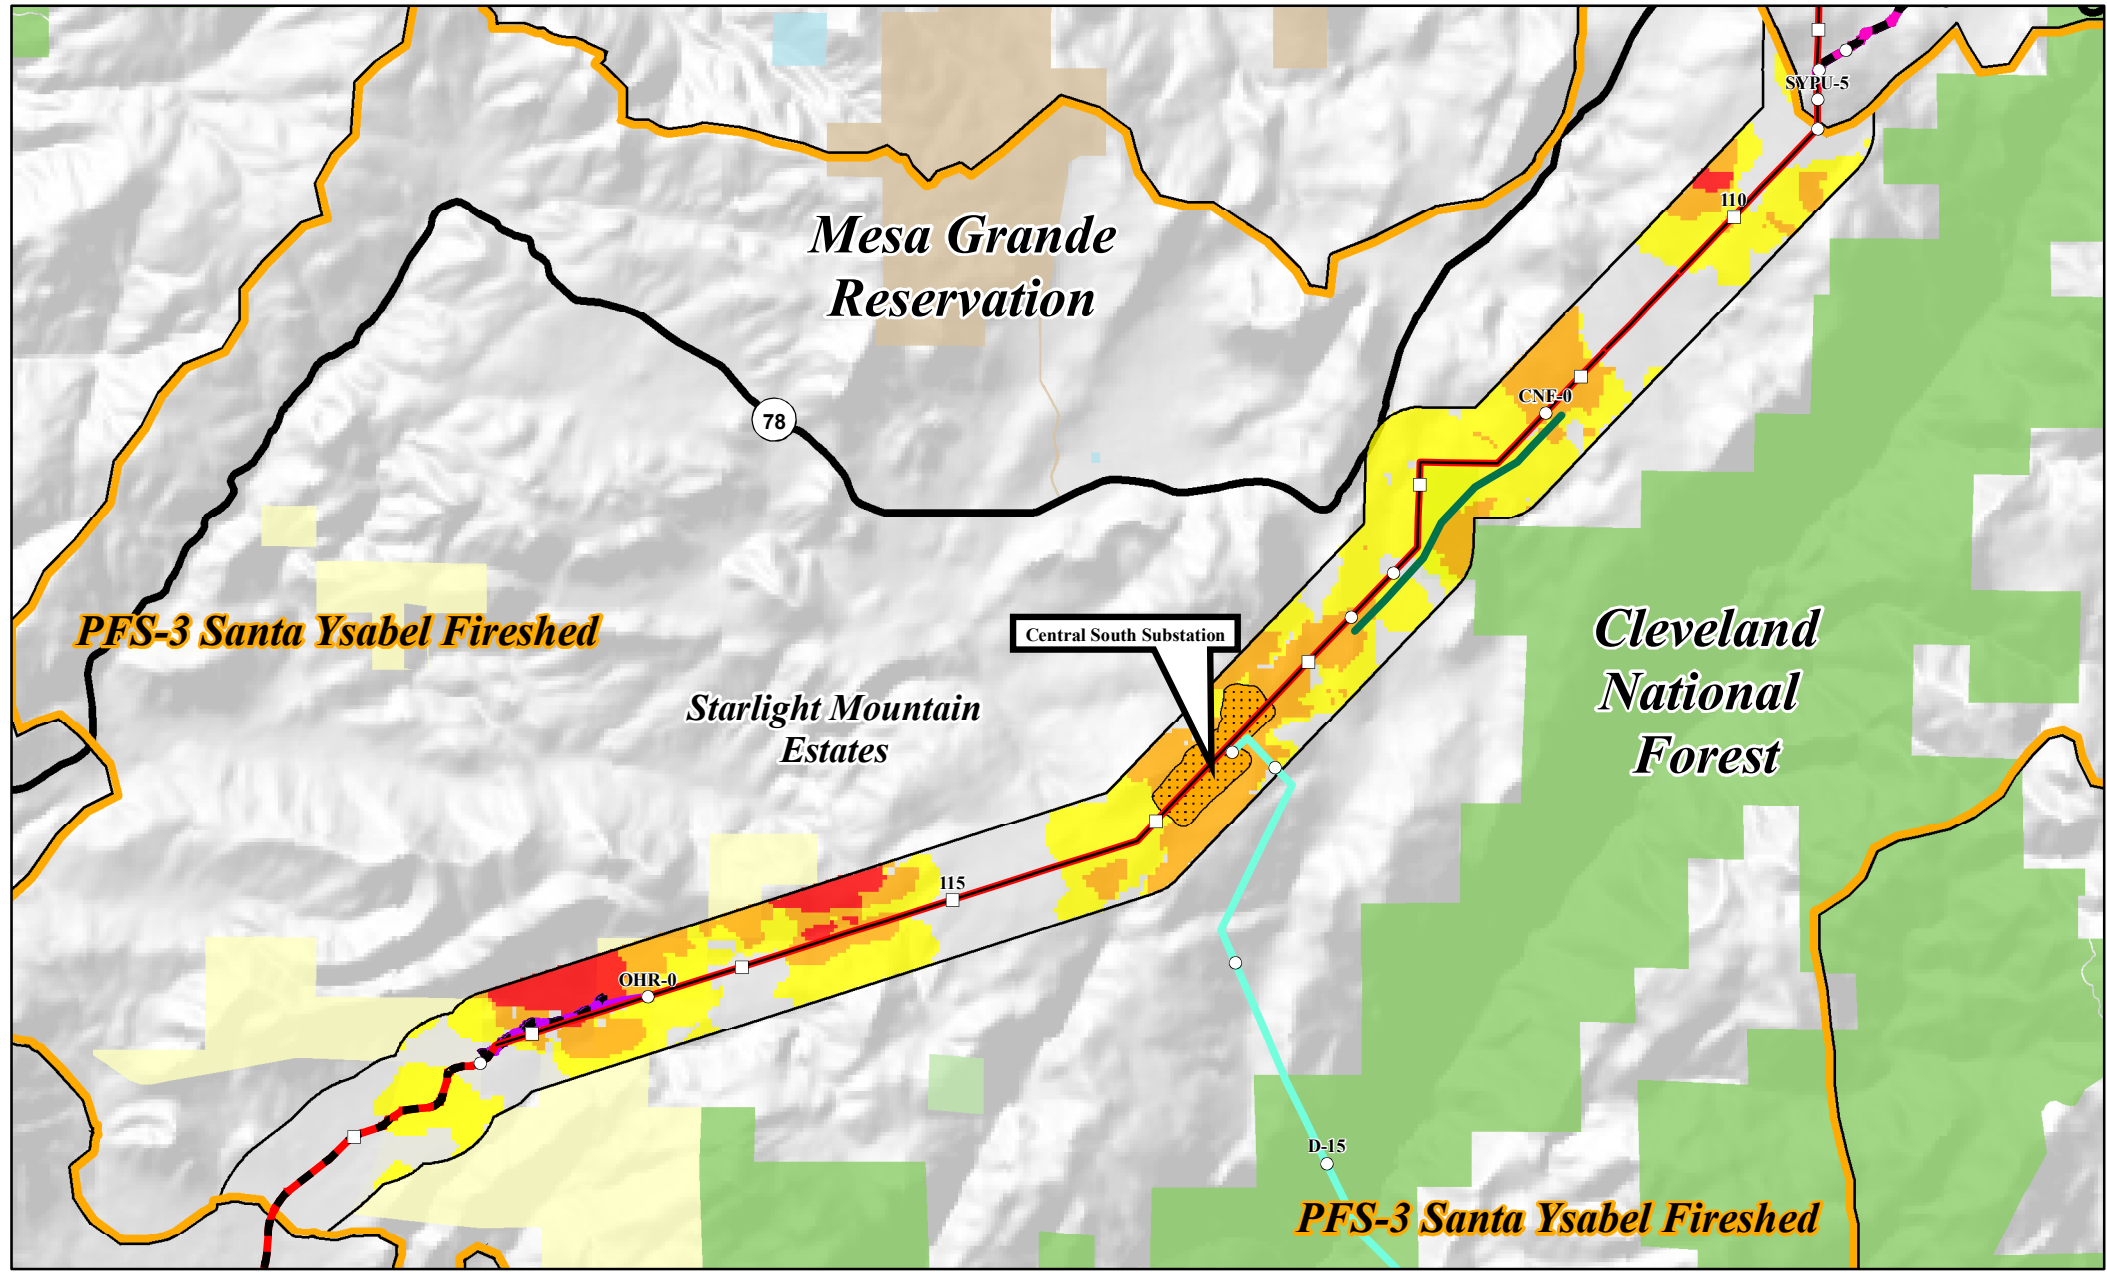 SYPU-5
110
Mesa Grande
Reservation
CNF-0
78
PFS-3 Santa Ysabel Fireshed
Central South Substation
Cleveland
National
Forest
Starlight Mountain
Estates
115
OHR-0
D-15
PFS-3 Santa Ysabel Fireshed